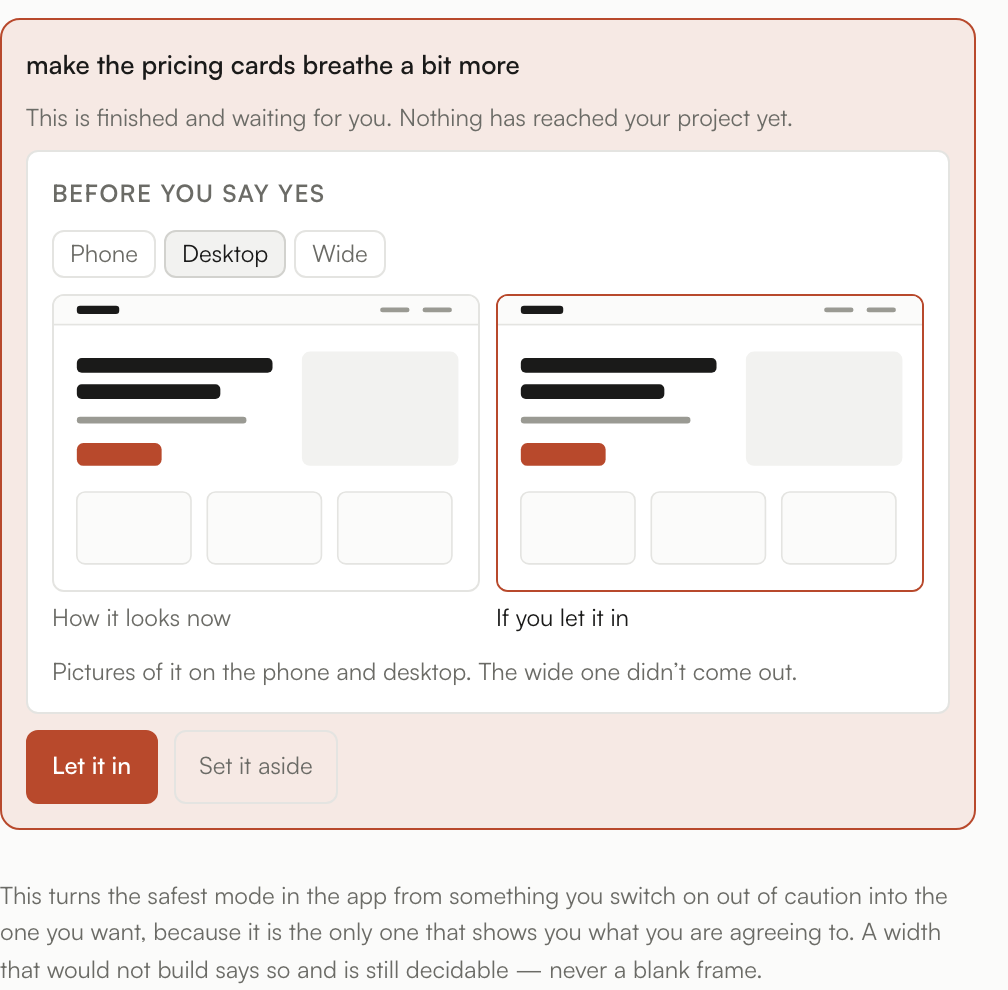 make the pricing cards breathe a bit more
This is finished and waiting for you. Nothing has reached your project yet.
BEFORE YOU SAY YES
Phone
Desktop
Wide
How it looks now
If you let it in
Pictures of it on the phone and desktop. The wide one didn’t come out.
Let it in
Set it aside
This turns the safest mode in the app from something you switch on out of caution into the
one you want, because it is the only one that shows you what you are agreeing to. A width
that would not build says so and is still decidable — never a blank frame.